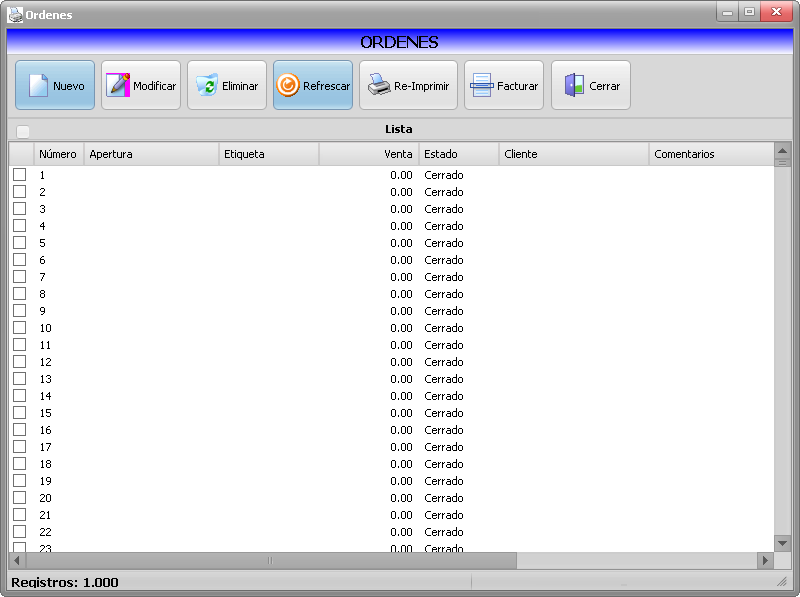 Ordenes
ORDENES
Nuevo Modificar Eliminar Refrescar Re-Imprimir Facturar Cerrar
Lista
Número Apertura Etiqueta Venta Estado Cliente Comentarios
1 0.00 Cerrado
2 0.00 Cerrado
3 0.00 Cerrado
4 0.00 Cerrado
5 0.00 Cerrado
6 0.00 Cerrado
7 0.00 Cerrado
8 0.00 Cerrado
9 0.00 Cerrado
10 0.00 Cerrado
11 0.00 Cerrado
12 0.00 Cerrado
13 0.00 Cerrado
14 0.00 Cerrado
15 0.00 Cerrado
16 0.00 Cerrado
17 0.00 Cerrado
18 0.00 Cerrado
19 0.00 Cerrado
20 0.00 Cerrado
21 0.00 Cerrado
22 0.00 Cerrado
23 0.00 Cerrado
Registros: 1.000